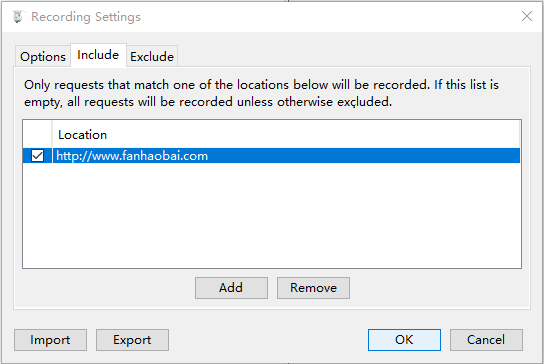 Recording Settings
Options Include Exclude
Only requests that match one of the locations below will be recorded. If this list is
empty, all requests will be recorded unless otherwise excluded.
Location
http://www.fanhaobai.com
Add Remove
Import Export OK Cancel